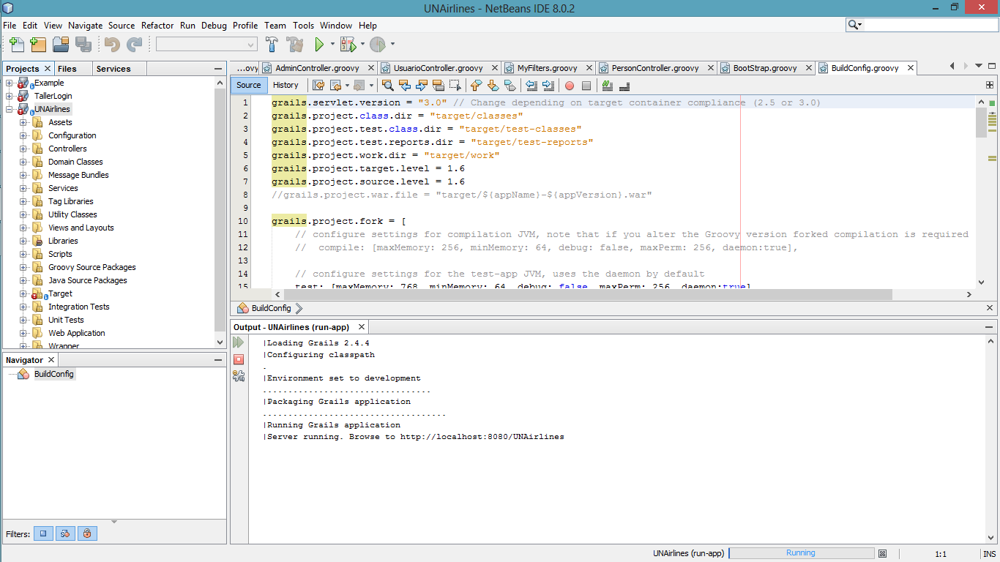 UNAirlines - NetBeans IDE 8.0.2
File Edit View Navigate Source Refactor Run Debug Profile Team Tools Window Help
Projects Files Services
Example
TallerLogin
UNAirlines
Assets
Configuration
Controllers
Domain Classes
Message Bundles
Services
Tag Libraries
Utility Classes
Views and Layouts
Libraries
Scripts
Groovy Source Packages
Java Source Packages
Target
Integration Tests
Unit Tests
Web Application
Wrapper
Navigator
BuildConfig
Filters:
...ovy AdminController.groovy UsuarioController.groovy MyFilters.groovy PersonController.groovy BootStrap.groovy BuildConfig.groovy
Source History
1 grails.servlet.version = "3.0" // Change depending on target container compliance (2.5 or 3.0)
2 grails.project.class.dir = "target/classes"
3 grails.project.test.class.dir = "target/test-classes"
4 grails.project.test.reports.dir = "target/test-reports"
5 grails.project.work.dir = "target/work"
6 grails.project.target.level = 1.6
7 grails.project.source.level = 1.6
8 //grails.project.war.file = "target/${appName}-${appVersion}.war"
9
10 grails.project.fork = [
11 // configure settings for compilation JVM, note that if you alter the Groovy version forked compilation is required
12 //  compile: [maxMemory: 256, minMemory: 64, debug: false, maxPerm: 256, daemon:true],
13
14 // configure settings for the test-app JVM, uses the daemon by default
15 test: [maxMemory: 768, minMemory: 64, debug: false, maxPerm: 256, daemon:true]
BuildConfig
Output - UNAirlines (run-app)
|Loading Grails 2.4.4
|Configuring classpath
.
|Environment set to development
.................................
|Packaging Grails application
....................................
|Running Grails application
|Server running. Browse to http://localhost:8080/UNAirlines
UNAirlines (run-app) Running 1:1 INS